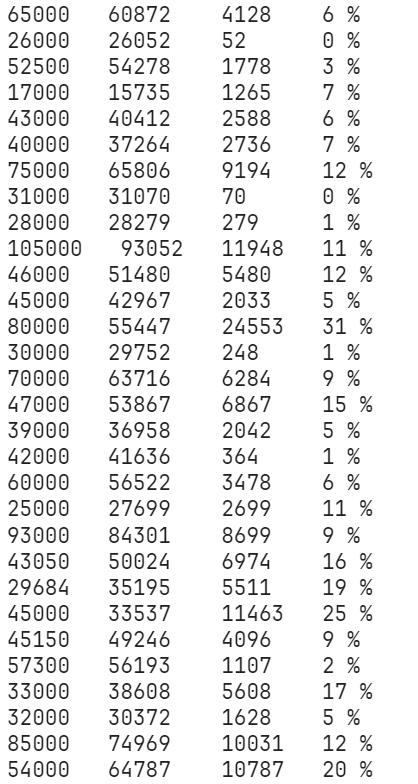 65000 60872 4128 6 %
26000 26052 52 0 %
52500 54278 1778 3 %
17000 15735 1265 7 %
43000 40412 2588 6 %
40000 37264 2736 7 %
75000 65806 9194 12 %
31000 31070 70 0 %
28000 28279 279 1 %
105000 93052 11948 11 %
46000 51480 5480 12 %
45000 42967 2033 5 %
80000 55447 24553 31 %
30000 29752 248 1 %
70000 63716 6284 9 %
47000 53867 6867 15 %
39000 36958 2042 5 %
42000 41636 364 1 %
60000 56522 3478 6 %
25000 27699 2699 11 %
93000 84301 8699 9 %
43050 50024 6974 16 %
29684 35195 5511 19 %
45000 33537 11463 25 %
45150 49246 4096 9 %
57300 56193 1107 2 %
33000 38608 5608 17 %
32000 30372 1628 5 %
85000 74969 10031 12 %
54000 64787 10787 20 %